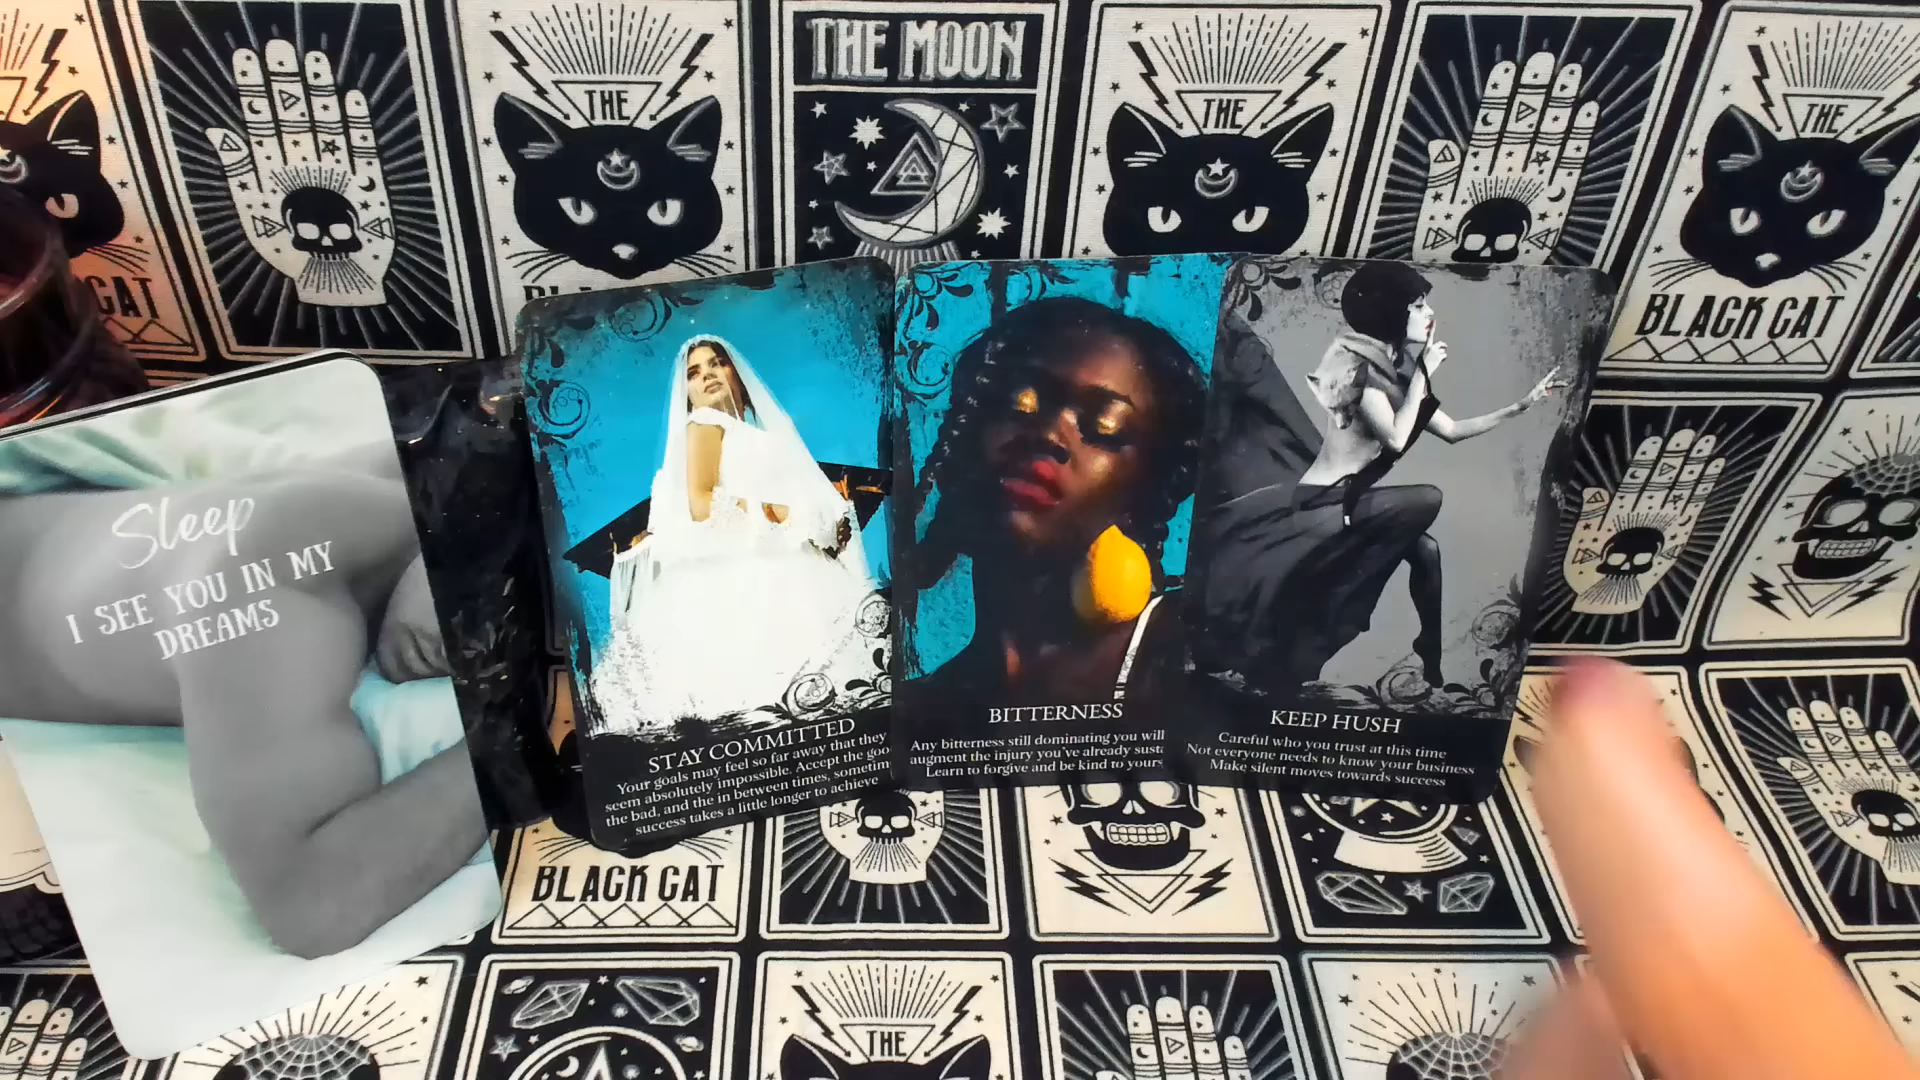 THE
THE MOON
THE
THE
BLACK CAT
CAT
Sleep
I SEE YOU IN MY
DREAMS
STAY COMMITTED
Your goals may feel so far away that they
seem absolutely impossible. Accept the goo
the bad, and the in between times, sometim
success takes a little longer to achieve
BITTERNESS
Any bitterness still dominating you will
augment the injury you've already susta
Learn to forgive and be kind to yours
KEEP HUSH
Careful who you trust at this time
Not everyone needs to know your business
Make silent moves towards success
BLACK CAT
THE